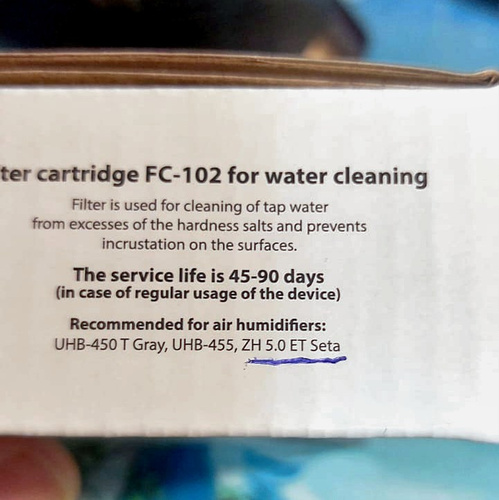 ter cartridge FC-102 for water cleaning
Filter is used for cleaning of tap water
from excesses of the hardness salts and prevents
incrustation on the surfaces.
The service life is 45-90 days
(in case of regular usage of the device)
Recommended for air humidifiers:
UHB-450 T Gray, UHB-455, ZH 5.0 ET Seta